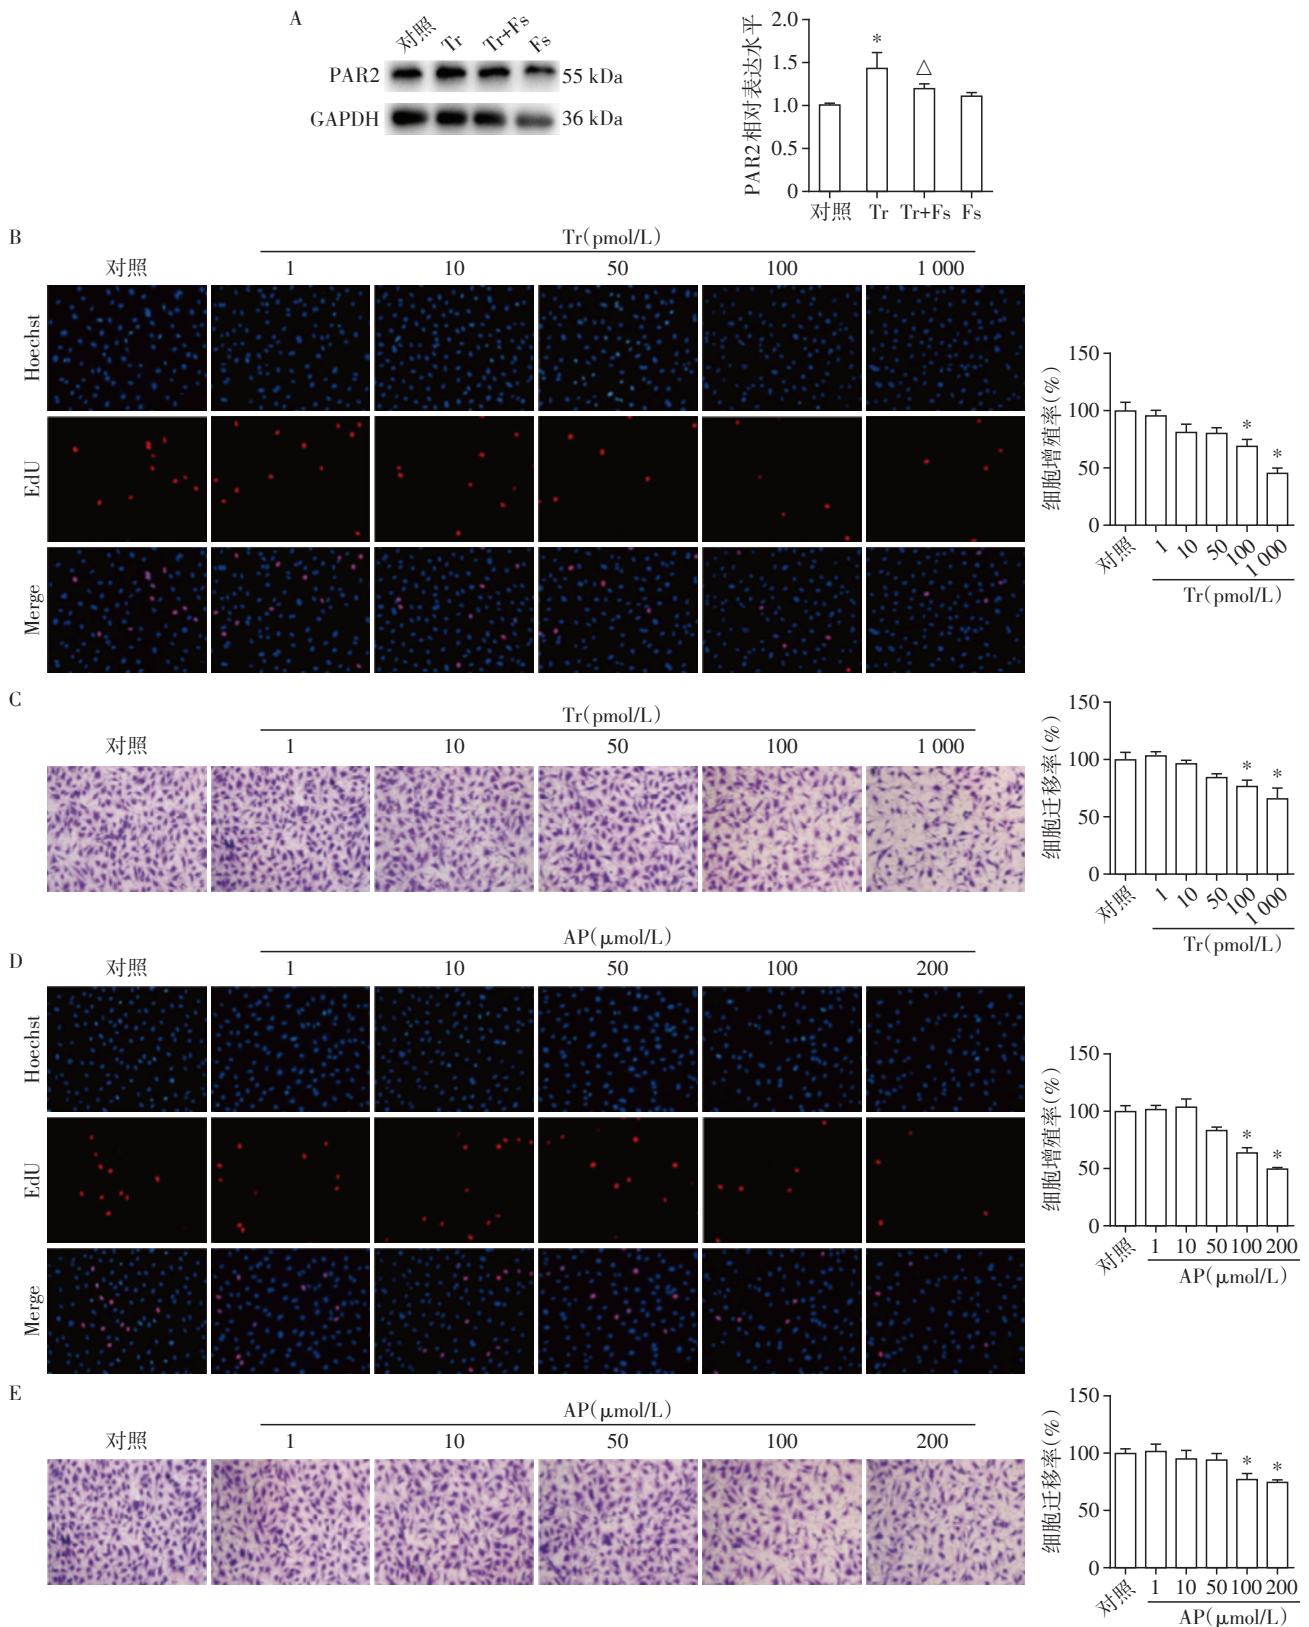 A
对照 Tr Tr+Fs Fs
PAR2 55 kDa
GAPDH 36 kDa
PAR2相对表达水平
2.0
1.5
1.0
0.5
0
* △
对照 Tr Tr+Fs Fs
B
Tr(pmol/L)
对照 1 10 50 100 1 000
Hoechst
EdU
Merge
细胞增殖率(%)
150
100
50
0
* *
对照 1 10 50 100 1 000
Tr(pmol/L)
C
Tr(pmol/L)
对照 1 10 50 100 1 000
细胞迁移率(%)
150
100
50
0
* *
对照 1 10 50 100 1 000
Tr(pmol/L)
D
AP(μmol/L)
对照 1 10 50 100 200
Hoechst
EdU
Merge
细胞增殖率(%)
150
100
50
0
* *
对照 1 10 50 100 200
AP(μmol/L)
E
AP(μmol/L)
对照 1 10 50 100 200
细胞迁移率(%)
150
100
50
0
* *
对照 1 10 50 100 200
AP(μmol/L)